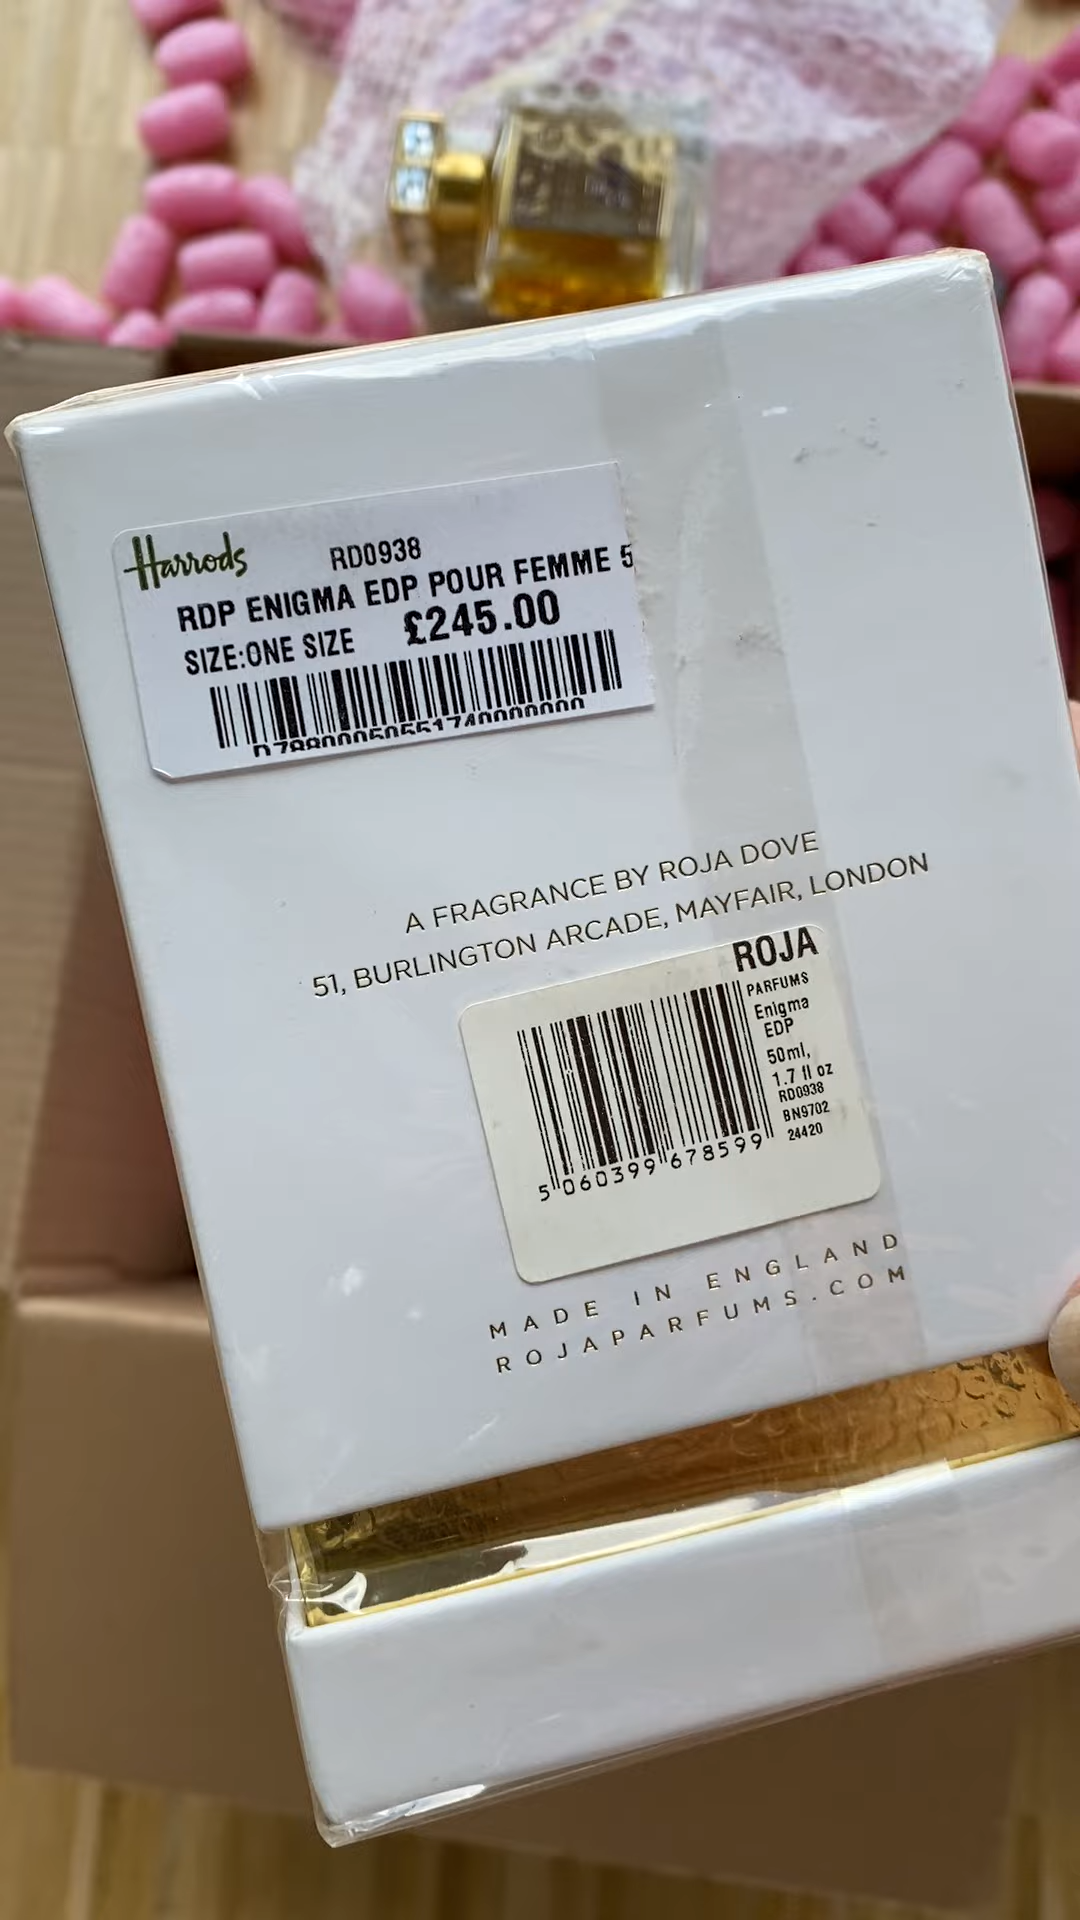 Harrods RD0938
RDP ENIGMA EDP POUR FEMME 5
SIZE:ONE SIZE £245.00
A FRAGRANCE BY ROJA DOVE
51, BURLINGTON ARCADE, MAYFAIR, LONDON
ROJA
PARFUMS
Enigma
EDP
50ml,
1.7 fl oz
RD0938
BN9702
24420
5 060399 678599
MADE IN ENGLAND
ROJAPARFUMS.COM